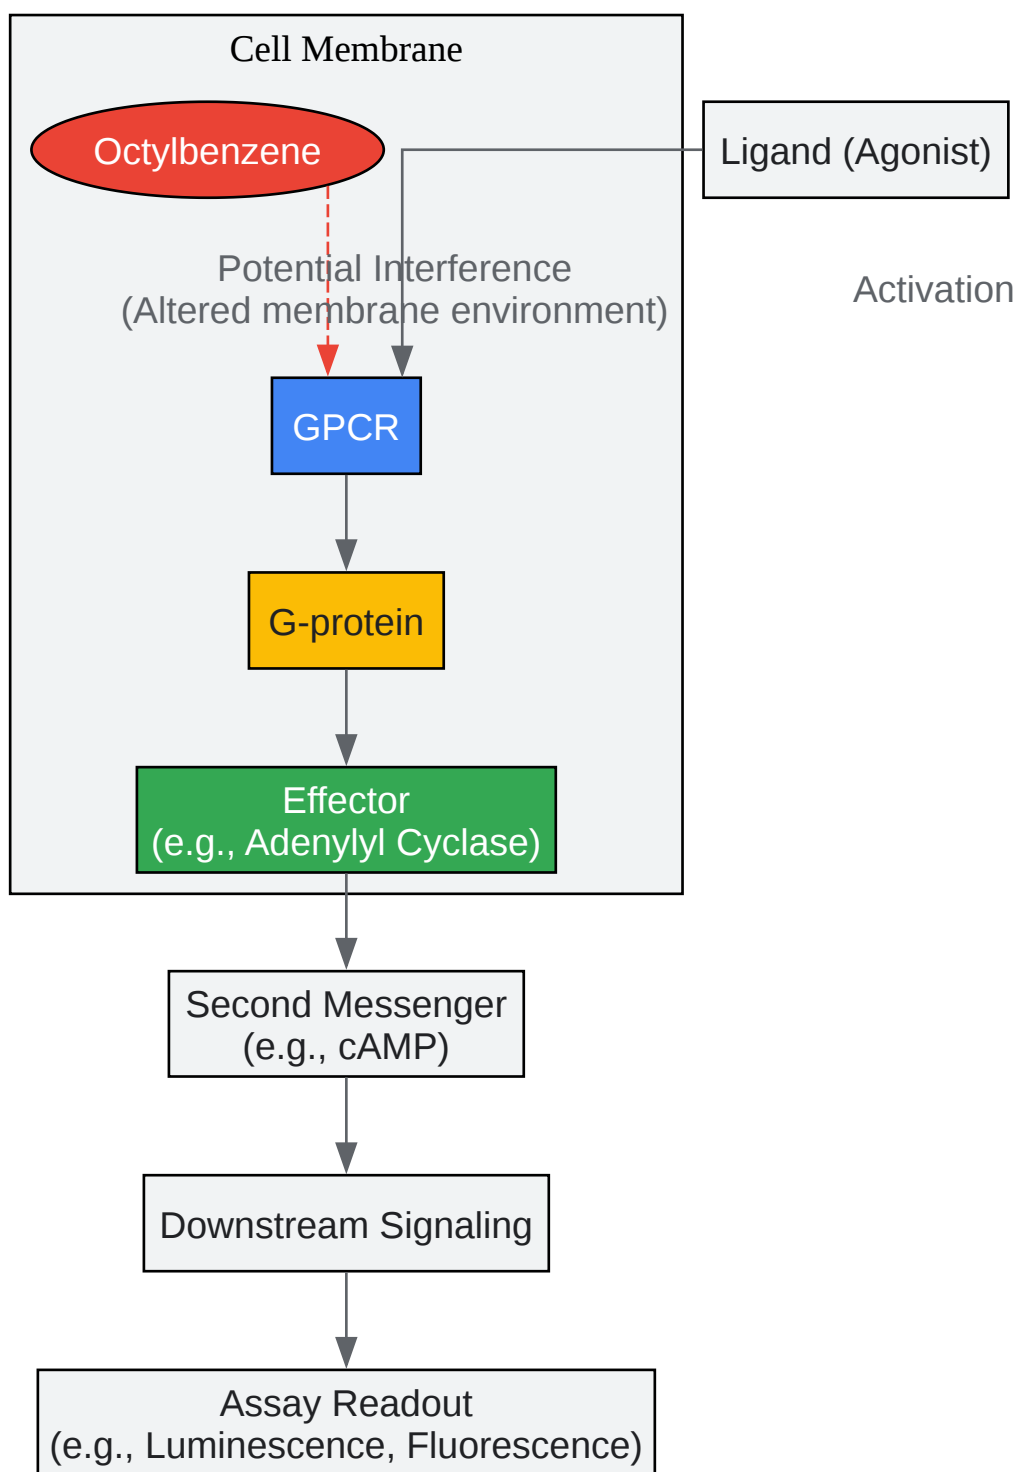 Cell Membrane
Octylbenzene
Ligand (Agonist)
Potential Interference
(Altered membrane environment)
Activation
GPCR
G-protein
Effector
(e.g., Adenylyl Cyclase)
Second Messenger
(e.g., cAMP)
Downstream Signaling
Assay Readout
(e.g., Luminescence, Fluorescence)